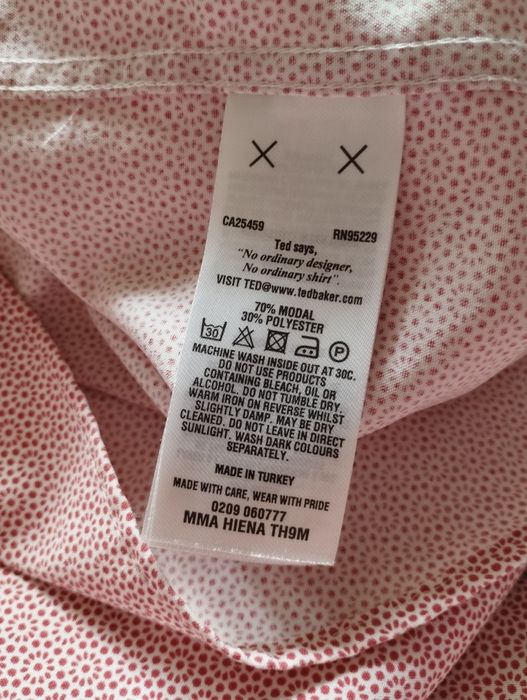 CA25459 RN95229
Ted says,
"No ordinary designer,
No ordinary shirt".
VISIT TED@www.tedbaker.com
70% MODAL
30% POLYESTER
30 P
MACHINE WASH INSIDE OUT AT 30C.
DO NOT USE PRODUCTS
CONTAINING BLEACH, OIL OR
ALCOHOL. DO NOT TUMBLE DRY.
WARM IRON ON REVERSE WHILST
SLIGHTLY DAMP. MAY BE DRY
CLEANED. DO NOT LEAVE IN DIRECT
SUNLIGHT. WASH DARK COLOURS
SEPARATELY.
MADE IN TURKEY
MADE WITH CARE, WEAR WITH PRIDE
0209 060777
MMA HIENA TH9M